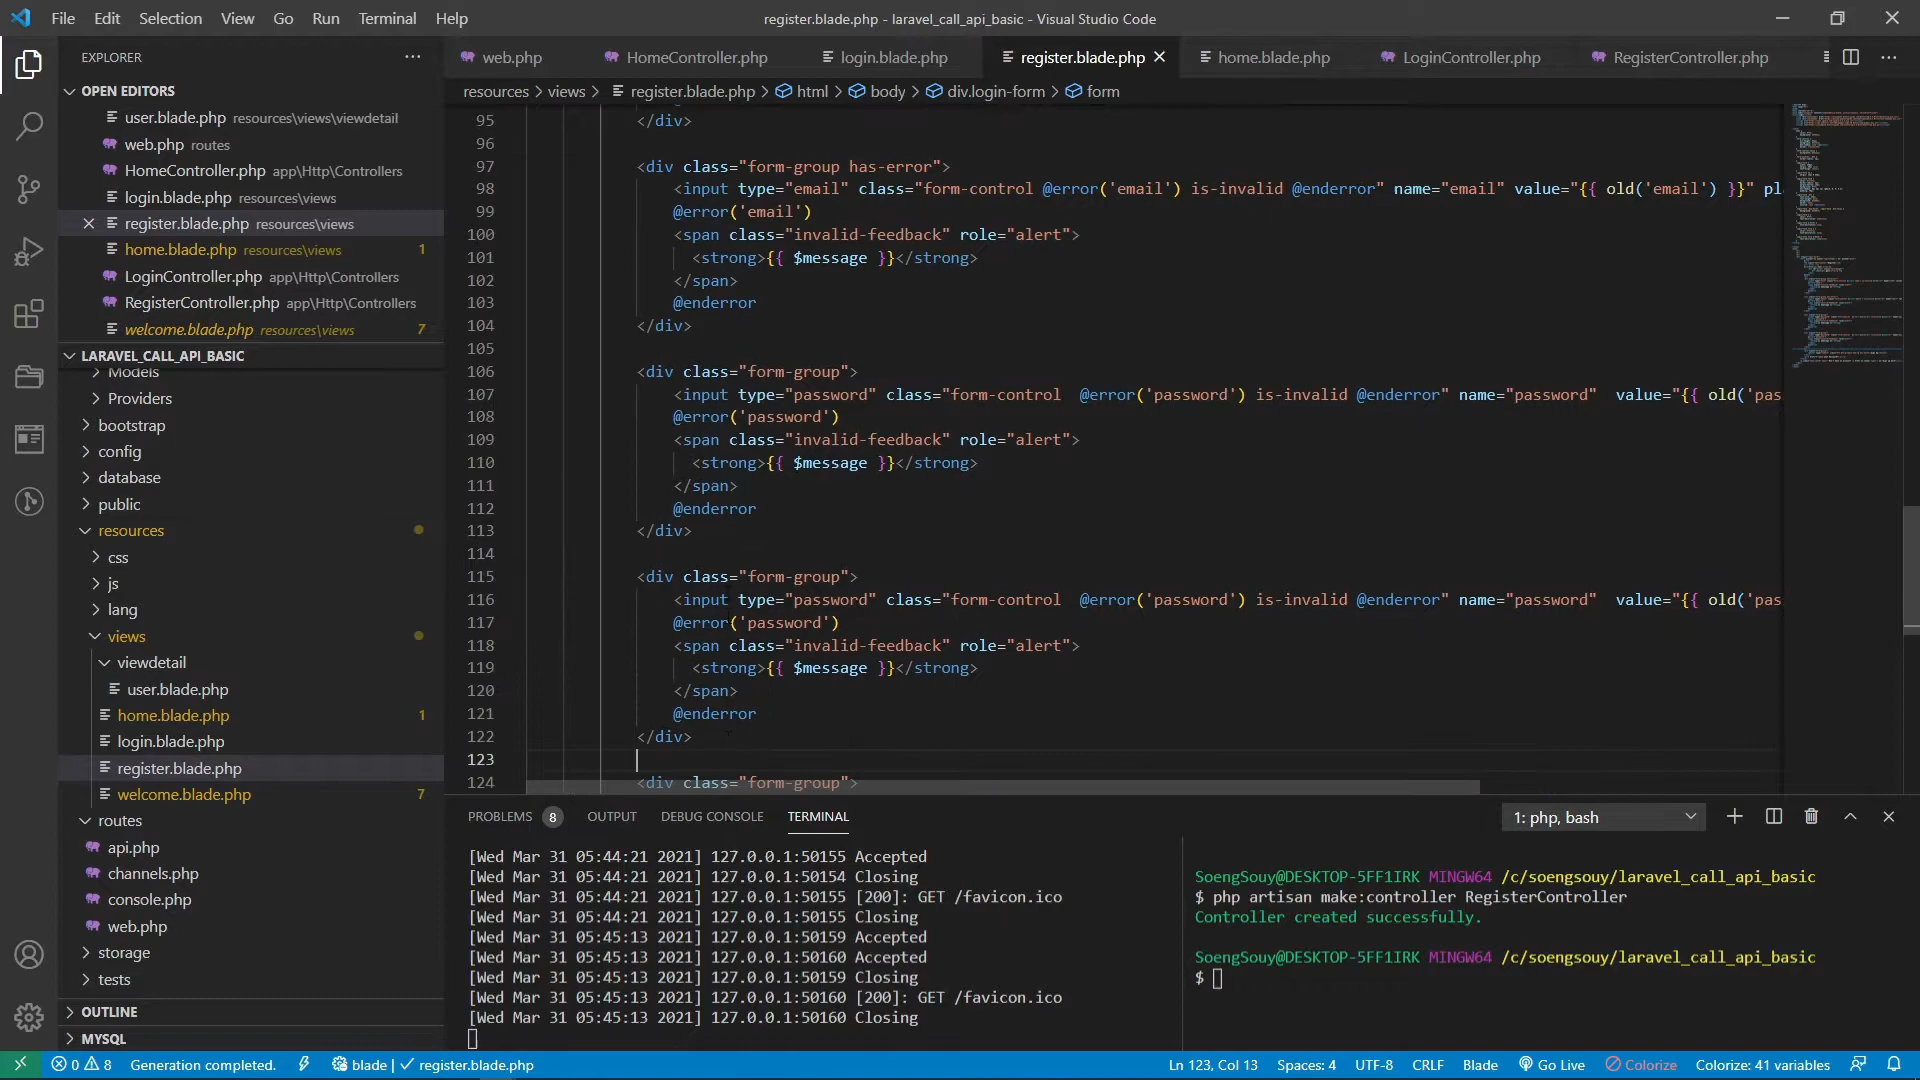 File Edit Selection View Go Run Terminal Help
register.blade.php - laravel_call_api_basic - Visual Studio Code
EXPLORER
OPEN EDITORS
user.blade.php resources\views\viewdetail
web.php routes
HomeController.php app\Http\Controllers
login.blade.php resources\views
register.blade.php resources\views
home.blade.php resources\views 1
LoginController.php app\Http\Controllers
RegisterController.php app\Http\Controllers
welcome.blade.php resources\views 7
LARAVEL_CALL_API_BASIC
Models
Providers
bootstrap
config
database
public
resources
css
js
lang
views
viewdetail
user.blade.php
home.blade.php 1
login.blade.php
register.blade.php
welcome.blade.php 7
routes
api.php
channels.php
console.php
web.php
storage
tests
OUTLINE
MYSQL
web.php HomeController.php login.blade.php register.blade.php home.blade.php LoginController.php RegisterController.php
resources > views > register.blade.php > html > body > div.login-form > form
95 </div>
96
97 <div class="form-group has-error">
98 <input type="email" class="form-control @error('email') is-invalid @enderror" name="email" value="{{ old('email') }}" pl
99 @error('email')
100 <span class="invalid-feedback" role="alert">
101 <strong>{{ $message }}</strong>
102 </span>
103 @enderror
104 </div>
105
106 <div class="form-group">
107 <input type="password" class="form-control  @error('password') is-invalid @enderror" name="password"  value="{{ old('pas
108 @error('password')
109 <span class="invalid-feedback" role="alert">
110 <strong>{{ $message }}</strong>
111 </span>
112 @enderror
113 </div>
114
115 <div class="form-group">
116 <input type="password" class="form-control  @error('password') is-invalid @enderror" name="password"  value="{{ old('pas
117 @error('password')
118 <span class="invalid-feedback" role="alert">
119 <strong>{{ $message }}</strong>
120 </span>
121 @enderror
122 </div>
123
124 <div class="form-group">
PROBLEMS 8 OUTPUT DEBUG CONSOLE TERMINAL 1: php, bash
[Wed Mar 31 05:44:21 2021] 127.0.0.1:50155 Accepted
[Wed Mar 31 05:44:21 2021] 127.0.0.1:50154 Closing
[Wed Mar 31 05:44:21 2021] 127.0.0.1:50155 [200]: GET /favicon.ico
[Wed Mar 31 05:44:21 2021] 127.0.0.1:50155 Closing
[Wed Mar 31 05:45:13 2021] 127.0.0.1:50159 Accepted
[Wed Mar 31 05:45:13 2021] 127.0.0.1:50160 Accepted
[Wed Mar 31 05:45:13 2021] 127.0.0.1:50159 Closing
[Wed Mar 31 05:45:13 2021] 127.0.0.1:50160 [200]: GET /favicon.ico
[Wed Mar 31 05:45:13 2021] 127.0.0.1:50160 Closing
SoengSouy@DESKTOP-5FF1IRK MINGW64 /c/soengsouy/laravel_call_api_basic
$ php artisan make:controller RegisterController
Controller created successfully.
SoengSouy@DESKTOP-5FF1IRK MINGW64 /c/soengsouy/laravel_call_api_basic
$
0 8 Generation completed. blade | ✓ register.blade.php Ln 123, Col 13 Spaces: 4 UTF-8 CRLF Blade Go Live Colorize Colorize: 41 variables